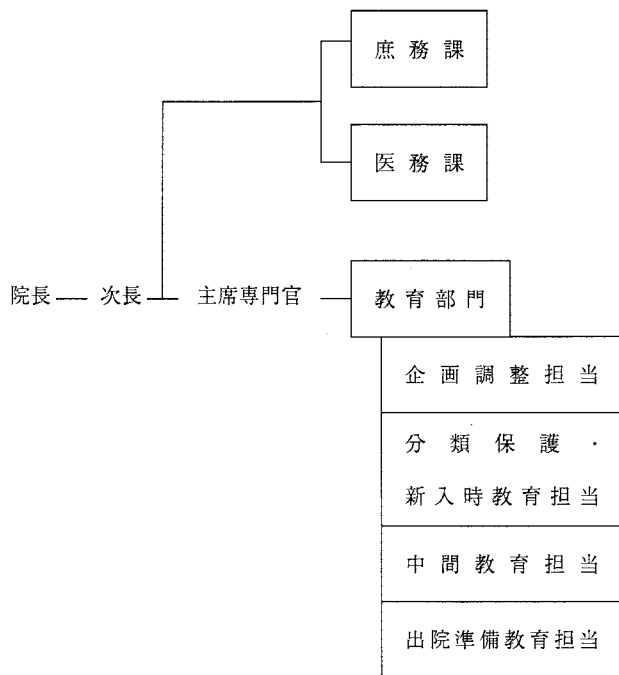 庶務課
医務課
院長 次長 主席専門官 教育部門
企画調整担当
分類保護・
新入時教育担当
中間教育担当
出院準備教育担当